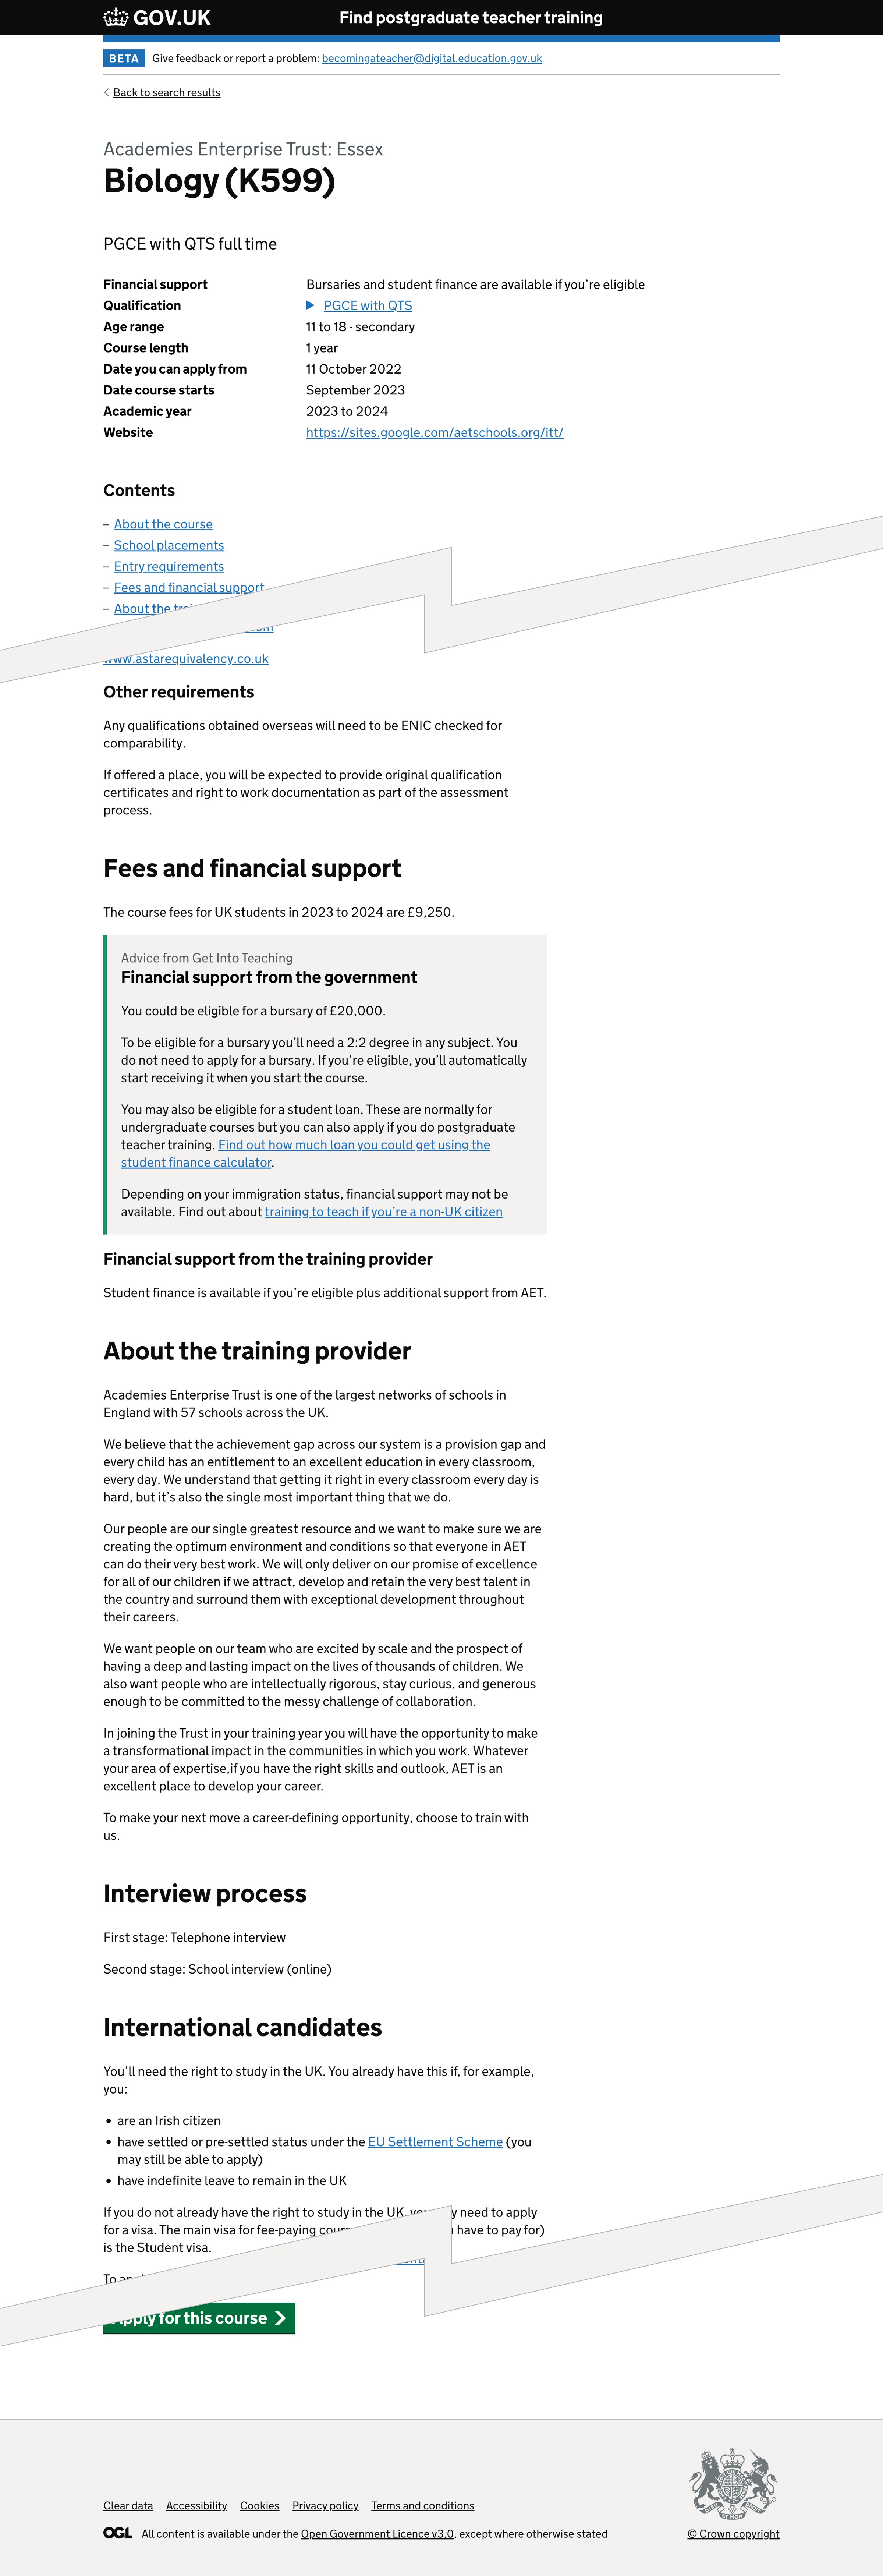 GOV.UK
Find postgraduate teacher training
BETA Give feedback or report a problem: becomingateacher@digital.education.gov.uk
Back to search results
Academies Enterprise Trust: Essex
Biology (K599)
PGCE with QTS full time
Financial support Bursaries and student finance are available if you’re eligible
Qualification PGCE with QTS
Age range 11 to 18 - secondary
Course length 1 year
Date you can apply from 11 October 2022
Date course starts September 2023
Academic year 2023 to 2024
Website https://sites.google.com/aetschools.org/itt/
Contents
– About the course
– School placements
– Entry requirements
– Fees and financial support
– About the
www.astarequivalency.co.uk
Other requirements
Any qualifications obtained overseas will need to be ENIC checked for
comparability.
If offered a place, you will be expected to provide original qualification
certificates and right to work documentation as part of the assessment
process.
Fees and financial support
The course fees for UK students in 2023 to 2024 are £9,250.
Advice from Get Into Teaching
Financial support from the government
You could be eligible for a bursary of £20,000.
To be eligible for a bursary you’ll need a 2:2 degree in any subject. You
do not need to apply for a bursary. If you’re eligible, you’ll automatically
start receiving it when you start the course.
You may also be eligible for a student loan. These are normally for
undergraduate courses but you can also apply if you do postgraduate
teacher training. Find out how much loan you could get using the
student finance calculator.
Depending on your immigration status, financial support may not be
available. Find out about training to teach if you’re a non-UK citizen
Financial support from the training provider
Student finance is available if you’re eligible plus additional support from AET.
About the training provider
Academies Enterprise Trust is one of the largest networks of schools in
England with 57 schools across the UK.
We believe that the achievement gap across our system is a provision gap and
every child has an entitlement to an excellent education in every classroom,
every day. We understand that getting it right in every classroom every day is
hard, but it’s also the single most important thing that we do.
Our people are our single greatest resource and we want to make sure we are
creating the optimum environment and conditions so that everyone in AET
can do their very best work. We will only deliver on our promise of excellence
for all of our children if we attract, develop and retain the very best talent in
the country and surround them with exceptional development throughout
their careers.
We want people on our team who are excited by scale and the prospect of
having a deep and lasting impact on the lives of thousands of children. We
also want people who are intellectually rigorous, stay curious, and generous
enough to be committed to the messy challenge of collaboration.
In joining the Trust in your training year you will have the opportunity to make
a transformational impact in the communities in which you work. Whatever
your area of expertise,if you have the right skills and outlook, AET is an
excellent place to develop your career.
To make your next move a career-defining opportunity, choose to train with
us.
Interview process
First stage: Telephone interview
Second stage: School interview (online)
International candidates
You’ll need the right to study in the UK. You already have this if, for example,
you:
• are an Irish citizen
• have settled or pre-settled status under the EU Settlement Scheme (you
may still be able to apply)
• have indefinite leave to remain in the UK
If you do not already have the right to study in the UK, need to apply
for a visa. The main visa for fee-paying have to pay for)
is the Student visa.
To
Apply for this course
Clear data Accessibility Cookies Privacy policy Terms and conditions
OGL All content is available under the Open Government Licence v3.0, except where otherwise stated
© Crown copyright